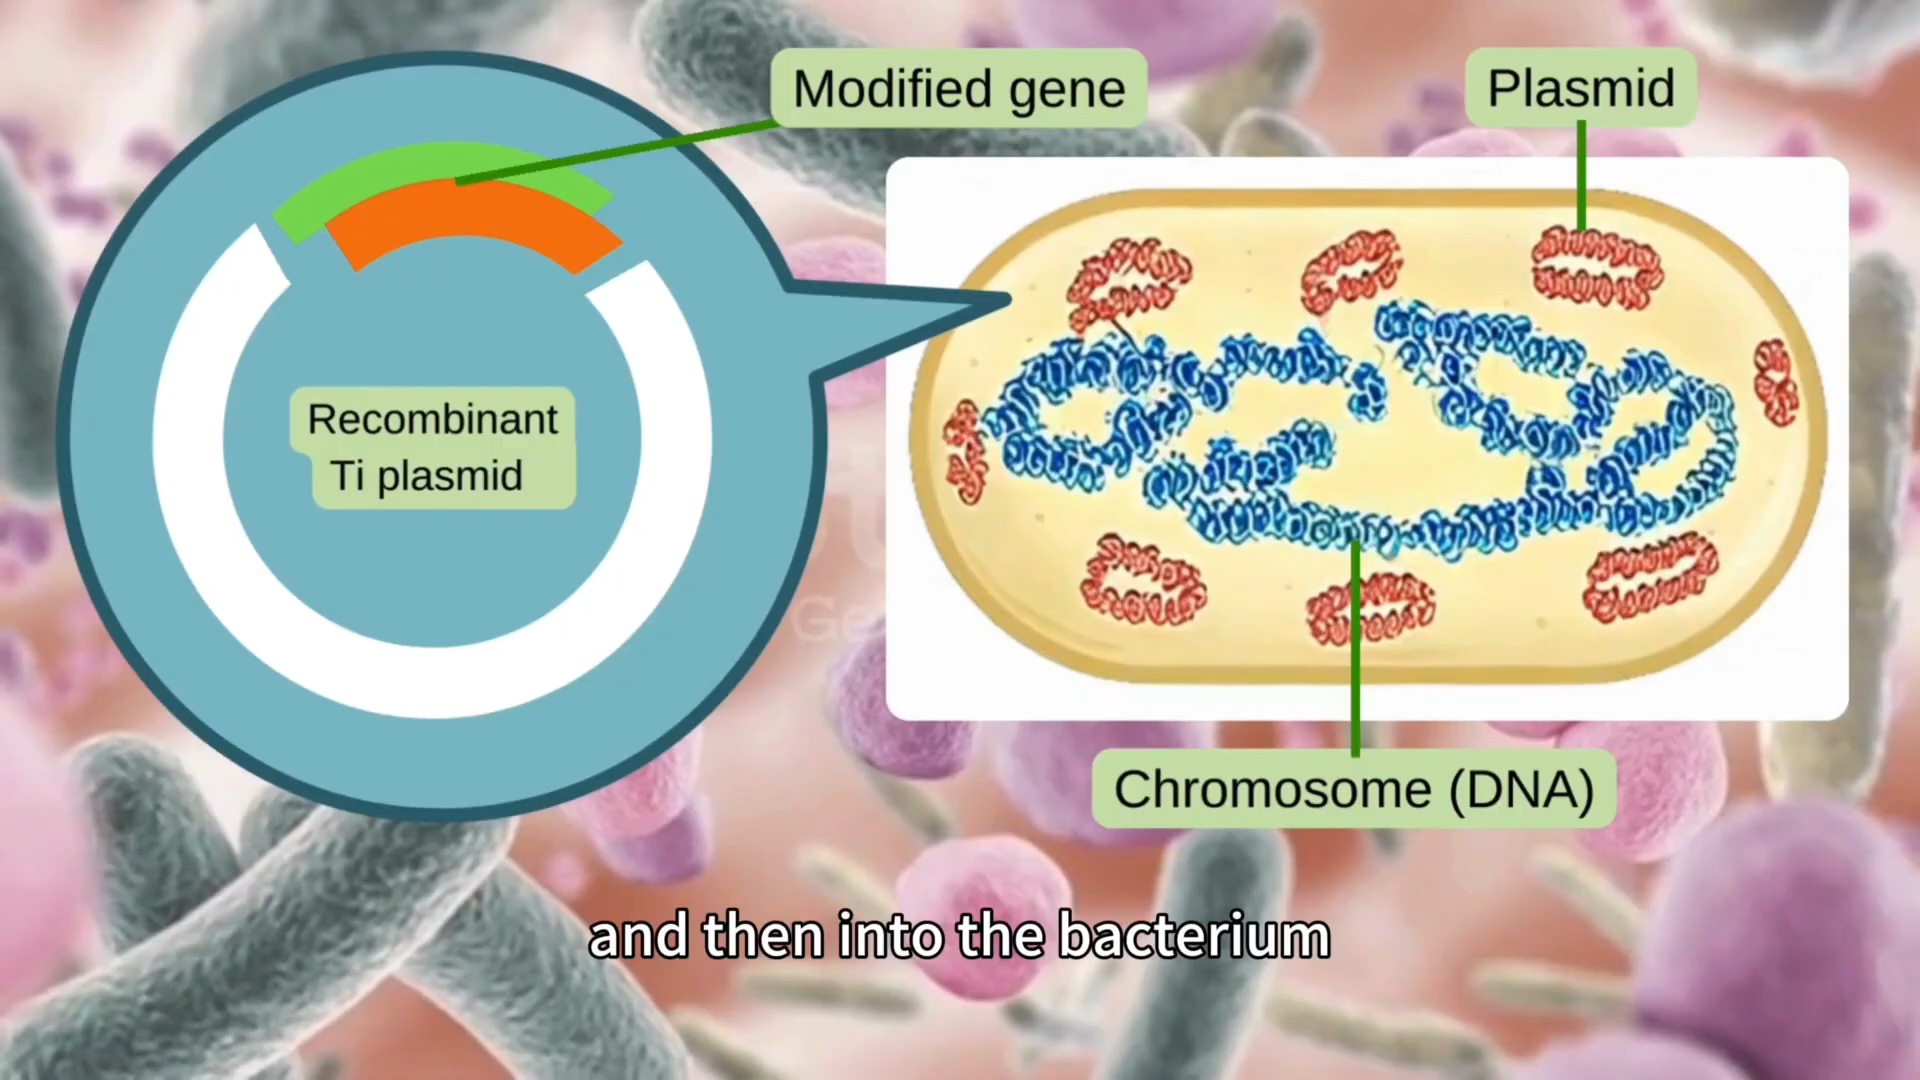 Modified gene
Plasmid
Recombinant
Ti plasmid
Chromosome (DNA)
and then into the bacterium